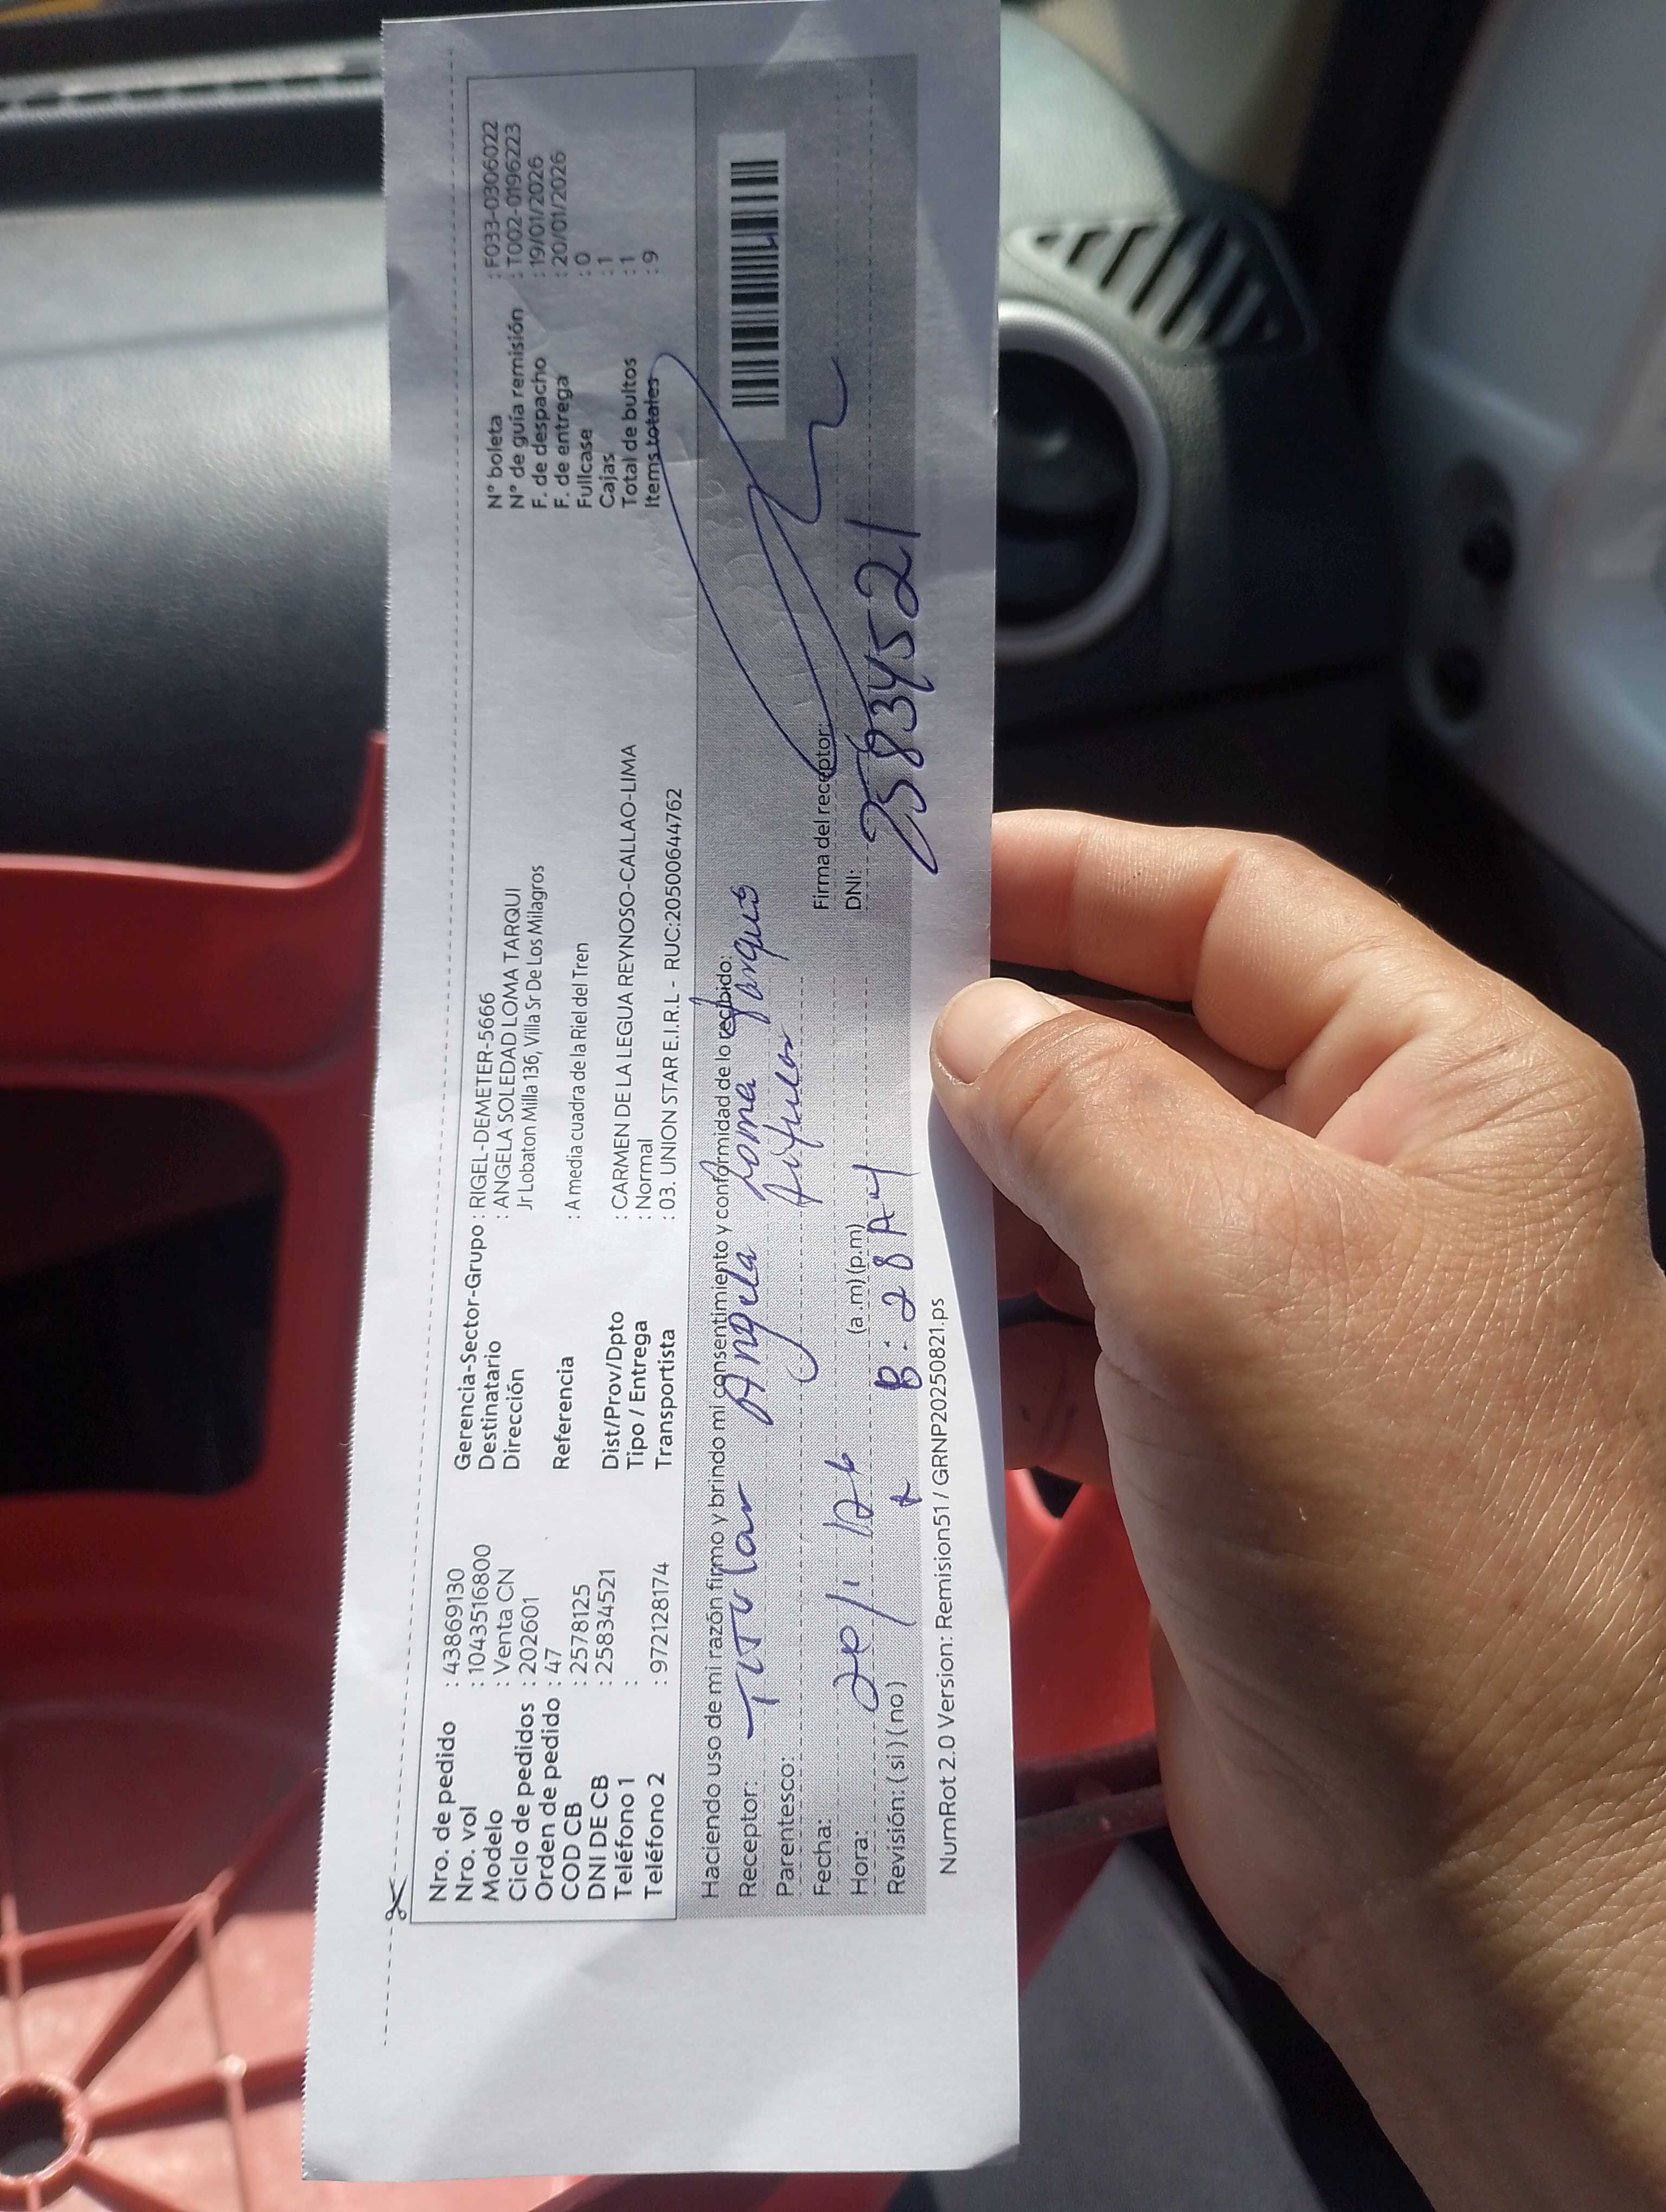 Nro. de pedido : 43869130
Nro. vol : 1043516800
Modelo : Venta CN
Ciclo de pedidos : 202601
Orden de pedido : 47
COD CB : 2578125
DNI DE CB : 25834521
Teléfono 1 :
Teléfono 2 : 972128174
Gerencia-Sector-Grupo : RIGEL-DEMETER-5666
Destinatario : ANGELA SOLEDAD LOMA TARQUI
Dirección Jr Lobaton Milla 136, Villa Sr De Los Milagros
Referencia : A media cuadra de la Riel del Tren
Dist/Prov/Dpto : CARMEN DE LA LEGUA REYNOSO-CALLAO-LIMA
Tipo / Entrega : Normal
Transportista : 03. UNION STAR E.I.R.L - RUC:20500644762
N° boleta : F033-0306022
N° de guía remisión : T002-0196223
F. de despacho : 19/01/2026
F. de entrega : 20/01/2026
Fullcase : 0
Cajas : 1
Total de bultos : 1
Items totales : 9
Haciendo uso de mi razón firmo y brindo mi consentimiento y conformidad de lo recibido:
Receptor: Titular Angela Loma
Parentesco:
Fecha: 20/1/26
Hora: (a.m) (p.m)
Revisión: ( si ) ( no )
Firma del receptor:
DNI: 25834521
NumRot 2.0 Version: Remision51 / GRNP20250821.ps